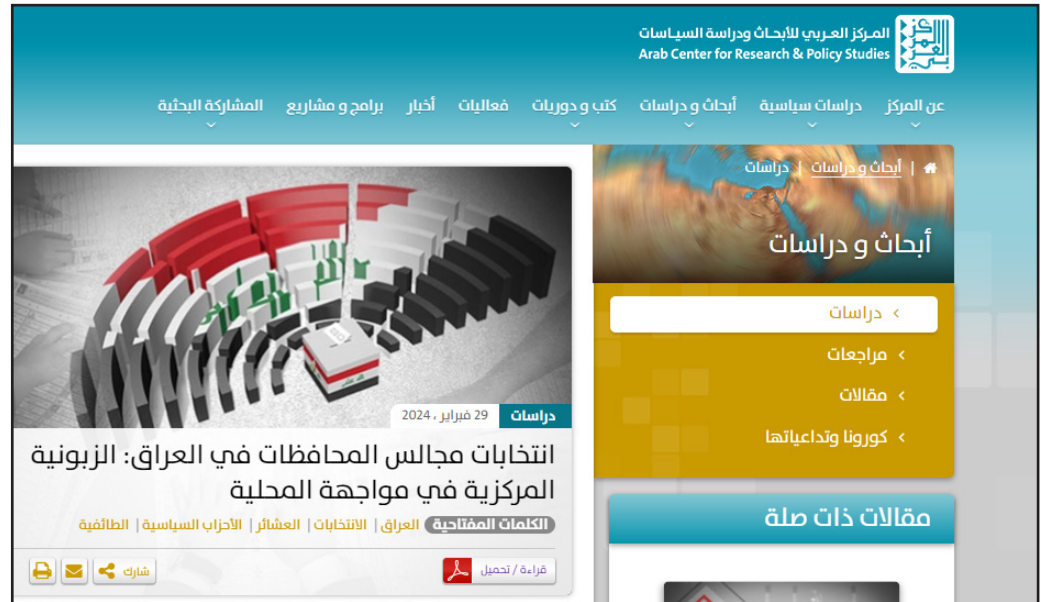 المركز العربي للأبحاث ودراسة السياسات
Arab Center for Research & Policy Studies
عن المركز
دراسات سياسية
أبحاث و دراسات
كتب و دوريات
فعاليات
أخبار
برامج و مشاريع
المشاركة البحثية
| أبحاث و دراسات | دراسات
أبحاث و دراسات
دراسات
مراجعات
مقالات
كورونا وتداعياتها
مقالات ذات صلة
دراسات 29 فبراير ، 2024
انتخابات مجالس المحافظات في العراق: الزبونية
المركزية في مواجهة المحلية
الكلمات المفتاحية العراق | الانتخابات | العشائر | الأحزاب السياسية | الطائفية
قراءة / تحميل
شارك